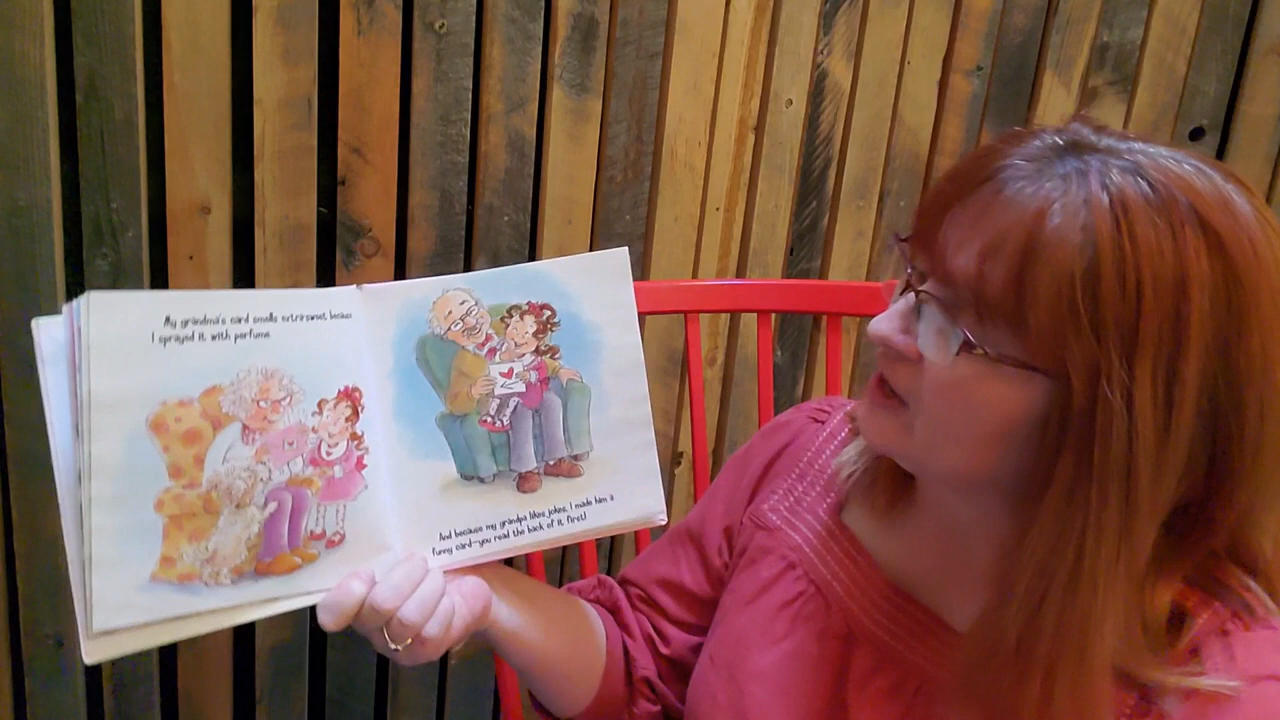 My grandma's card smells extra-sweet because
I sprayed it with perfume.
And because my grandpa likes jokes, I made him a
funny card—you read the back of it first!